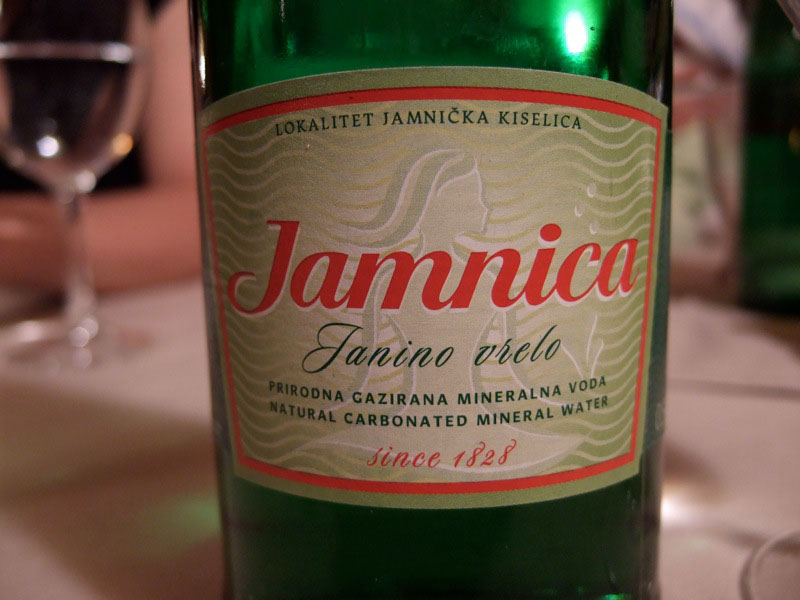 LOKALITET JAMNIČKA KISELICA
Jamnica
Janino vrelo
PRIRODNA GAZIRANA MINERALNA VODA
NATURAL CARBONATED MINERAL WATER
since 1828